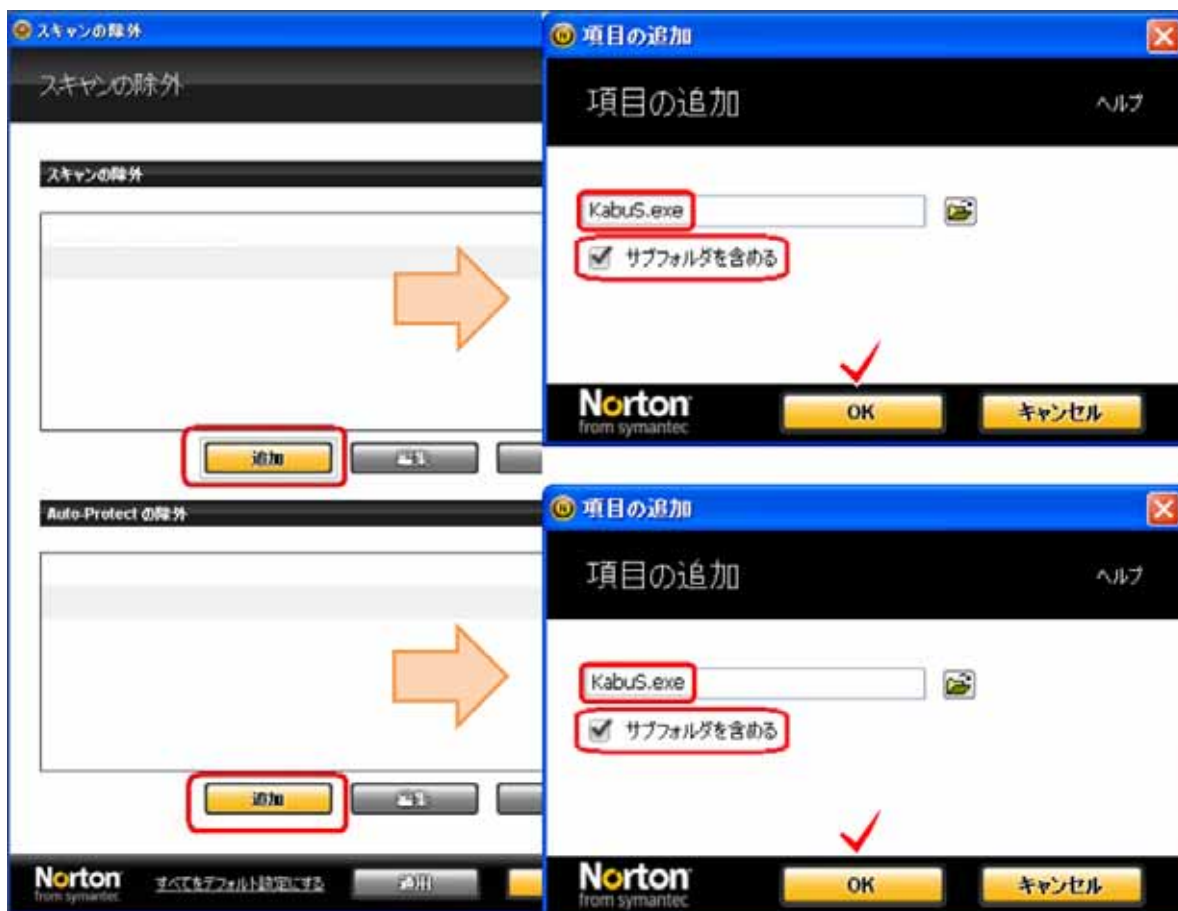 スキャンの除外
スキャンの除外
スキャンの除外
追加
編集
Auto-Protect の除外
追加
編集
Norton
from symantec
すべてをデフォルト設定にする
適用
項目の追加
項目の追加
ヘルプ
KabuS.exe
サブフォルダを含める
Norton
from symantec
OK
キャンセル
項目の追加
項目の追加
ヘルプ
KabuS.exe
サブフォルダを含める
Norton
from symantec
OK
キャンセル